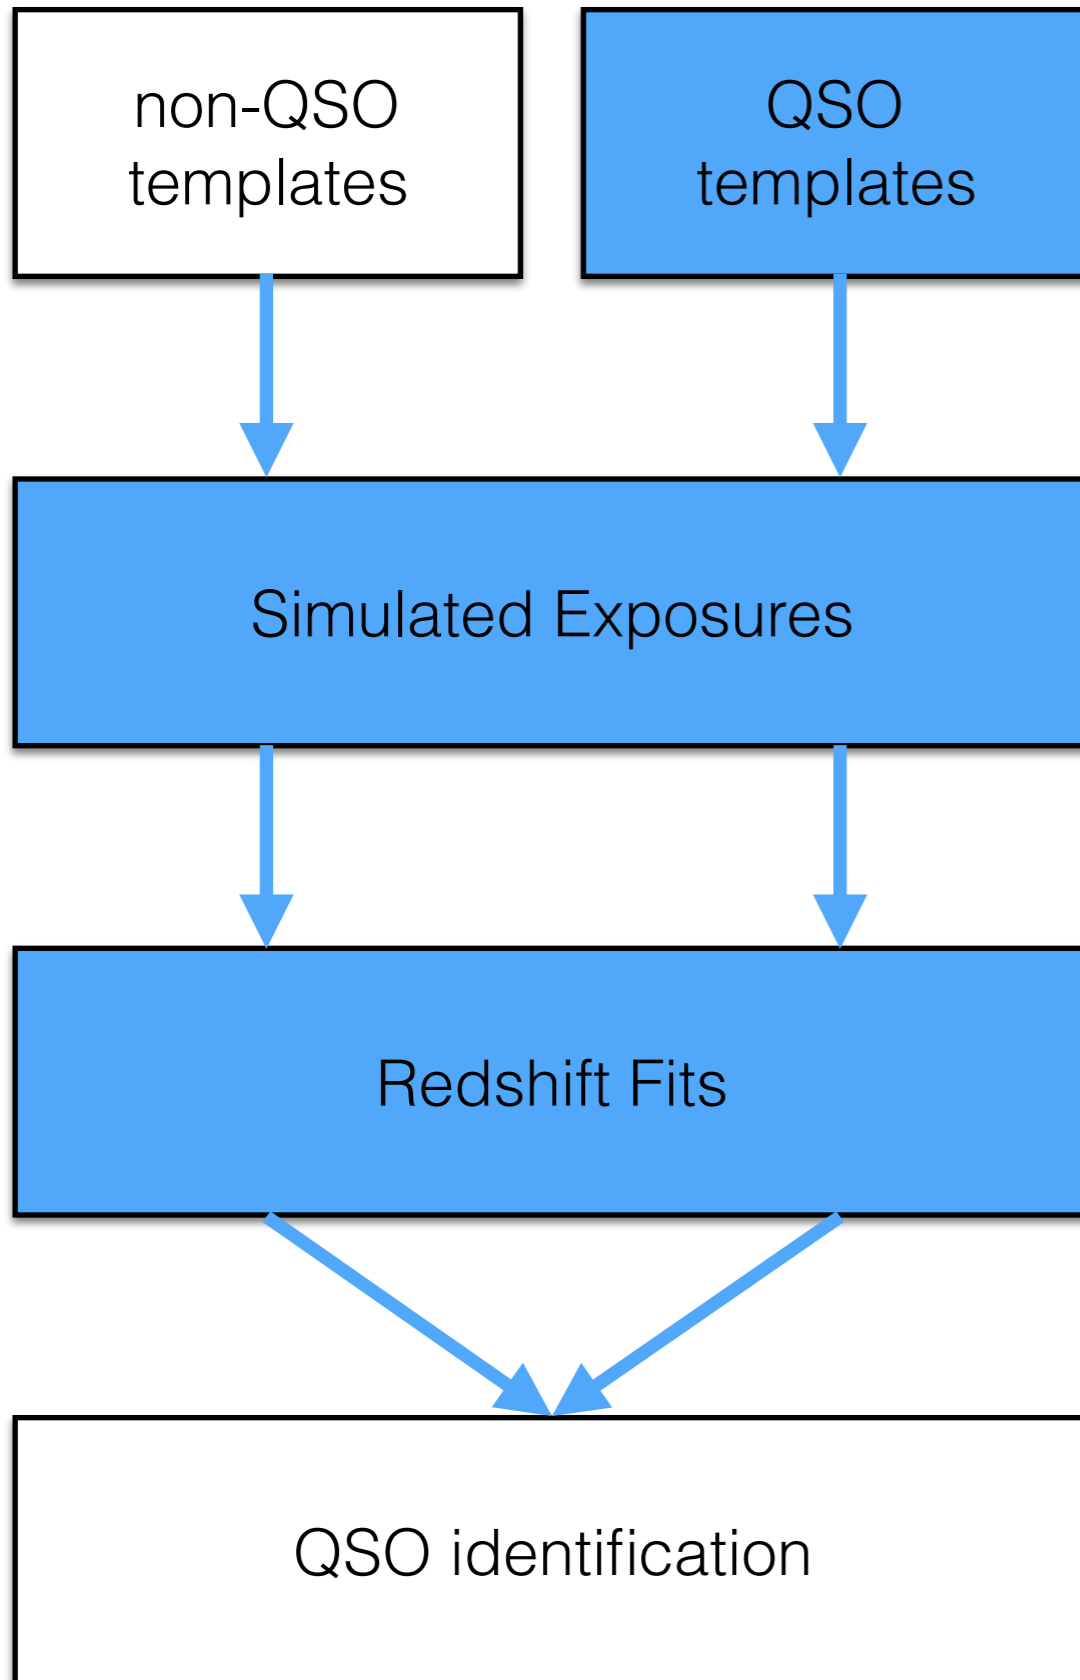 non-QSO
templates
QSO
templates
Simulated Exposures
Redshift Fits
QSO identification